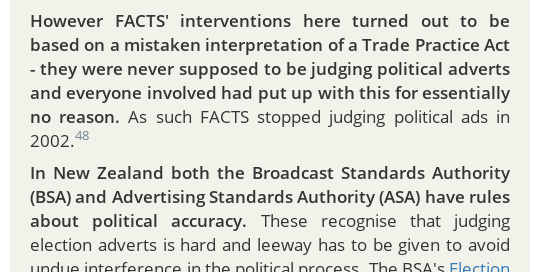 However FACTS' interventions here turned out to be
based on a mistaken interpretation of a Trade Practice Act
- they were never supposed to be judging political adverts
and everyone involved had put up with this for essentially
no reason. As such FACTS stopped judging political ads in
2002.48
In New Zealand both the Broadcast Standards Authority
(BSA) and Advertising Standards Authority (ASA) have rules
about political accuracy. These recognise that judging
election adverts is hard and leeway has to be given to avoid
undue interference in the political process. The BSA's Election